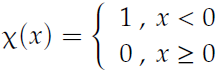 χ(x) = { 1 , x < 0
0 , x ≥ 0